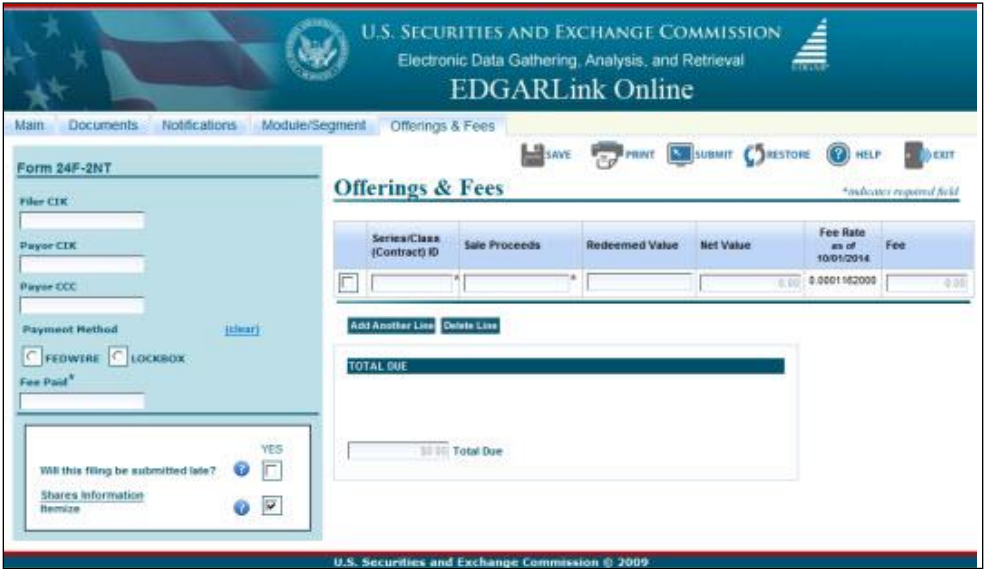 U.S. SECURITIES AND EXCHANGE COMMISSION
Electronic Data Gathering, Analysis, and Retrieval
EDGARLink Online
Main Documents Notifications Module/Segment Offerings & Fees
SAVE PRINT SUBMIT RESTORE HELP EXIT
Form 24F-2NT
Filer CIK
Payor CIK
Payor CCC
Payment Method (clear)
FEDWIRE LOCKBOX
Fee Paid*
YES
Will this filing be submitted late?
Shares Information
Itemize
Offerings & Fees
*indicates required field
Series/Class (Contract) ID Sale Proceeds Redeemed Value Net Value Fee Rate as of 10/01/2014 Fee
* * 0.00 0.0001162000 0.00
Add Another Line Delete Line
TOTAL DUE
$0.00 Total Due
U.S. Securities and Exchange Commission © 2009